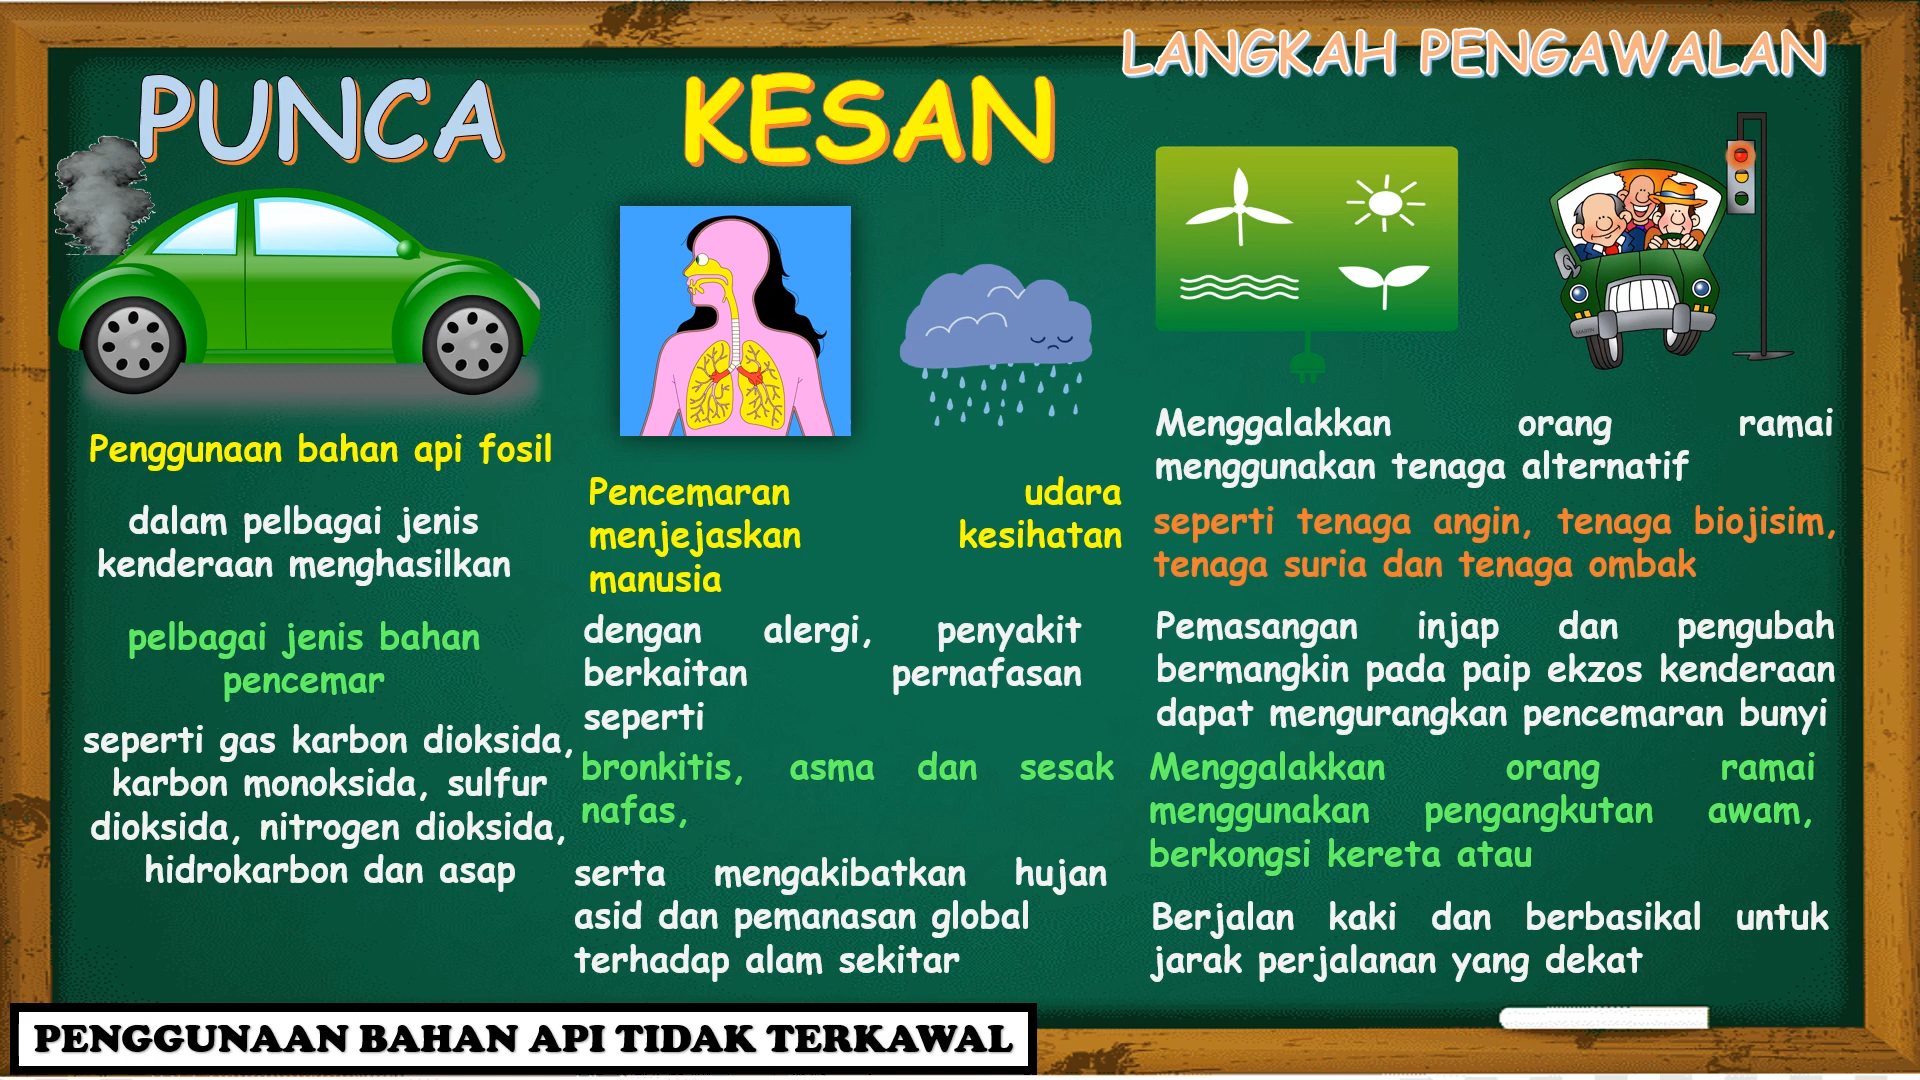 PUNCA
Penggunaan bahan api fosil
dalam pelbagai jenis
kenderaan menghasilkan
pelbagai jenis bahan
pencemar
seperti gas karbon dioksida,
karbon monoksida, sulfur
dioksida, nitrogen dioksida,
hidrokarbon dan asap
KESAN
Pencemaran udara
menjejaskan kesihatan
manusia
dengan alergi, penyakit
berkaitan pernafasan
seperti
bronkitis, asma dan sesak
nafas,
serta mengakibatkan hujan
asid dan pemanasan global
terhadap alam sekitar
LANGKAH PENGAWALAN
Menggalakkan orang ramai
menggunakan tenaga alternatif
seperti tenaga angin, tenaga biojisim,
tenaga suria dan tenaga ombak
Pemasangan injap dan pengubah
bermangkin pada paip ekzos kenderaan
dapat mengurangkan pencemaran bunyi
Menggalakkan orang ramai
menggunakan pengangkutan awam,
berkongsi kereta atau
Berjalan kaki dan berbasikal untuk
jarak perjalanan yang dekat
PENGGUNAAN BAHAN API TIDAK TERKAWAL